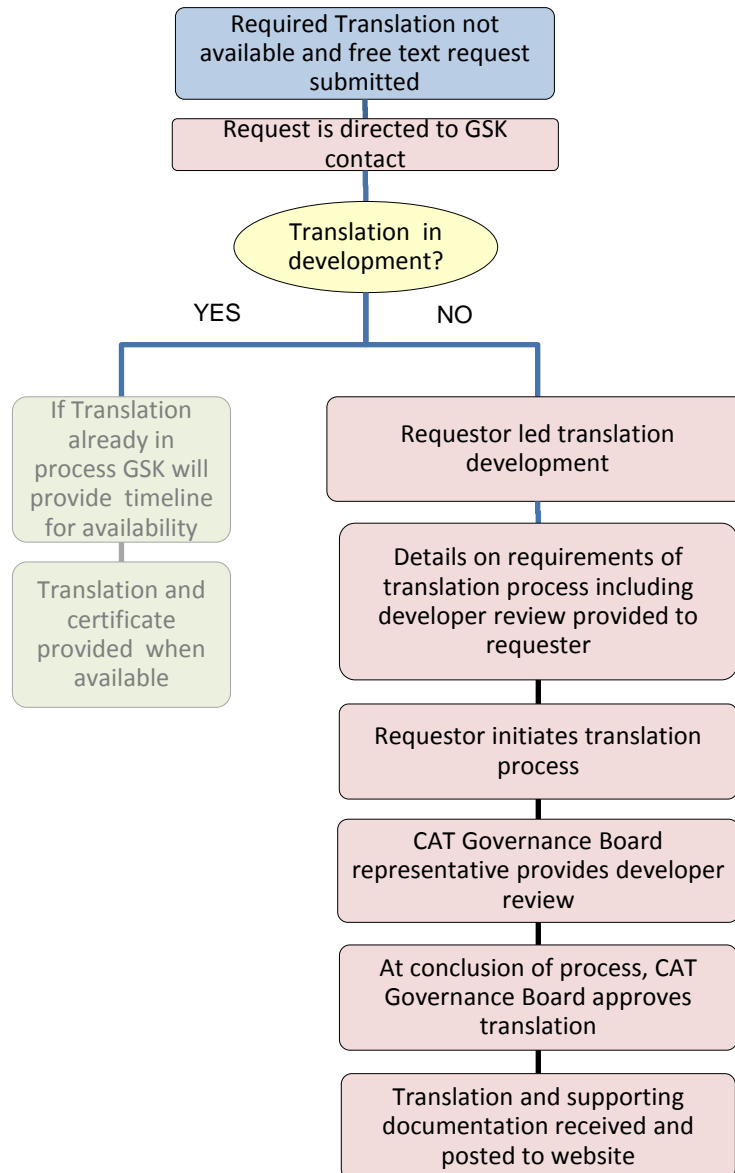 Required Translation not
available and free text request
submitted
Request is directed to GSK
contact
Translation in
development?
YES
NO
If Translation
already in
process GSK will
provide timeline
for availability
Translation and
certificate
provided when
available
Requestor led translation
development
Details on requirements of
translation process including
developer review provided to
requester
Requestor initiates translation
process
CAT Governance Board
representative provides developer
review
At conclusion of process, CAT
Governance Board approves
translation
Translation and supporting
documentation received and
posted to website